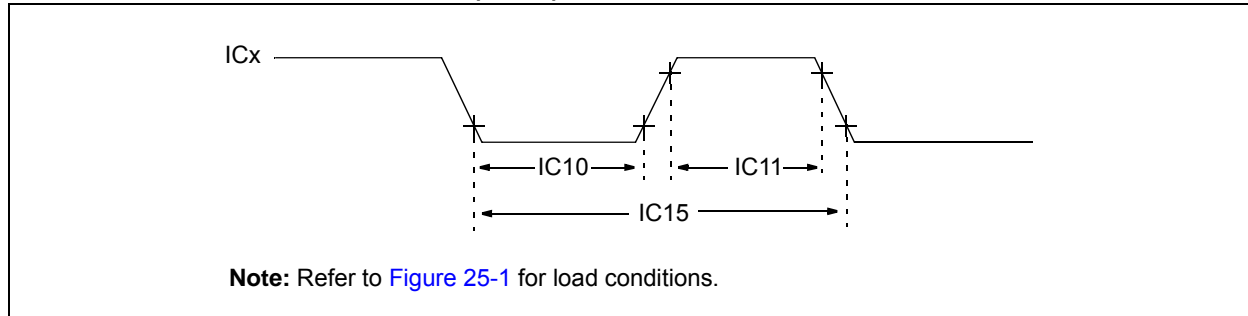 ICx
IC10
IC11
IC15
Note: Refer to Figure 25-1 for load conditions.